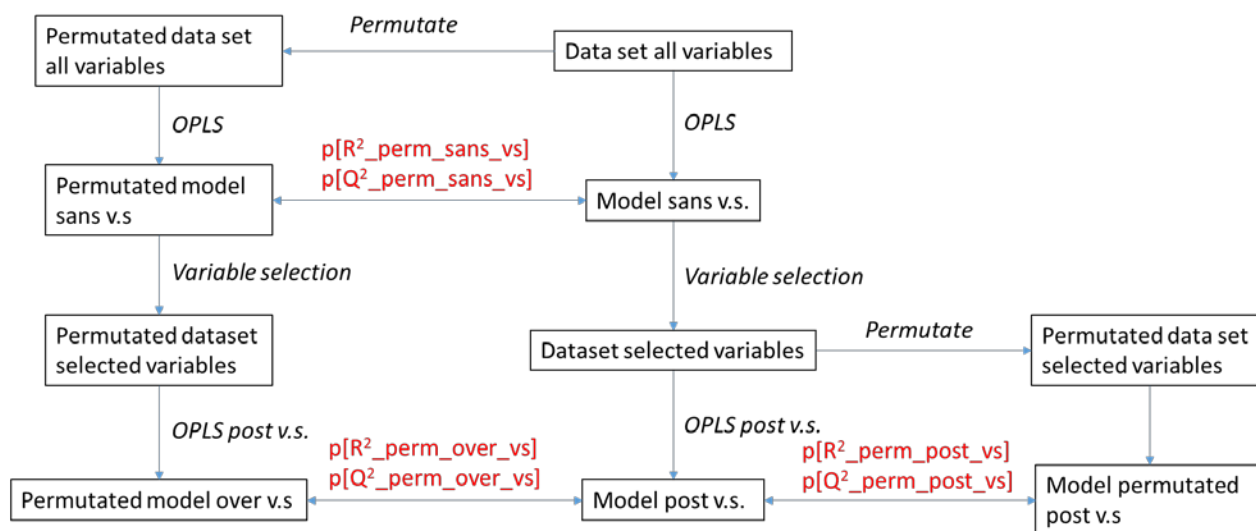 Permutated data set
all variables
Permutate
Data set all variables
OPLS
OPLS
p[R²_perm_sans_vs]
p[Q²_perm_sans_vs]
Permutated model
sans v.s
Model sans v.s.
Variable selection
Variable selection
Permutated dataset
selected variables
Dataset selected variables
Permutate
Permutated data set
selected variables
OPLS post v.s.
OPLS post v.s.
p[R²_perm_over_vs]
p[Q²_perm_over_vs]
p[R²_perm_post_vs]
p[Q²_perm_post_vs]
Permutated model over v.s
Model post v.s.
Model permutated
post v.s